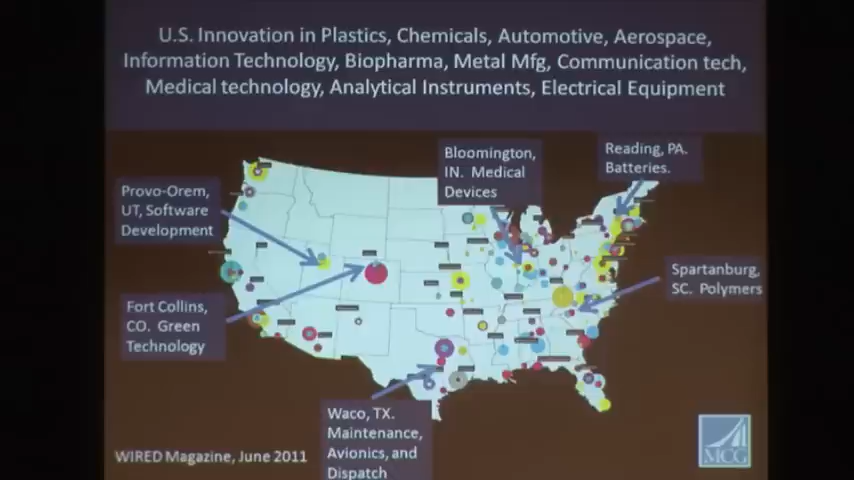 U.S. Innovation in Plastics, Chemicals, Automotive, Aerospace,
Information Technology, Biopharma, Metal Mfg, Communication tech,
Medical technology, Analytical Instruments, Electrical Equipment
Bloomington,
IN. Medical
Devices
Reading, PA.
Batteries.
Provo-Orem,
UT, Software
Development
Spartanburg,
SC. Polymers
Fort Collins,
CO. Green
Technology
Waco, TX.
Maintenance,
Avionics, and
Dispatch
WIRED Magazine, June 2011
MCG